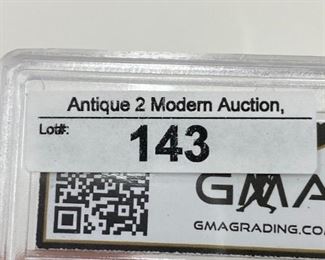 Antique 2 Modern Auction,
Lot#:
143
GMA
GMAGRADING.CO